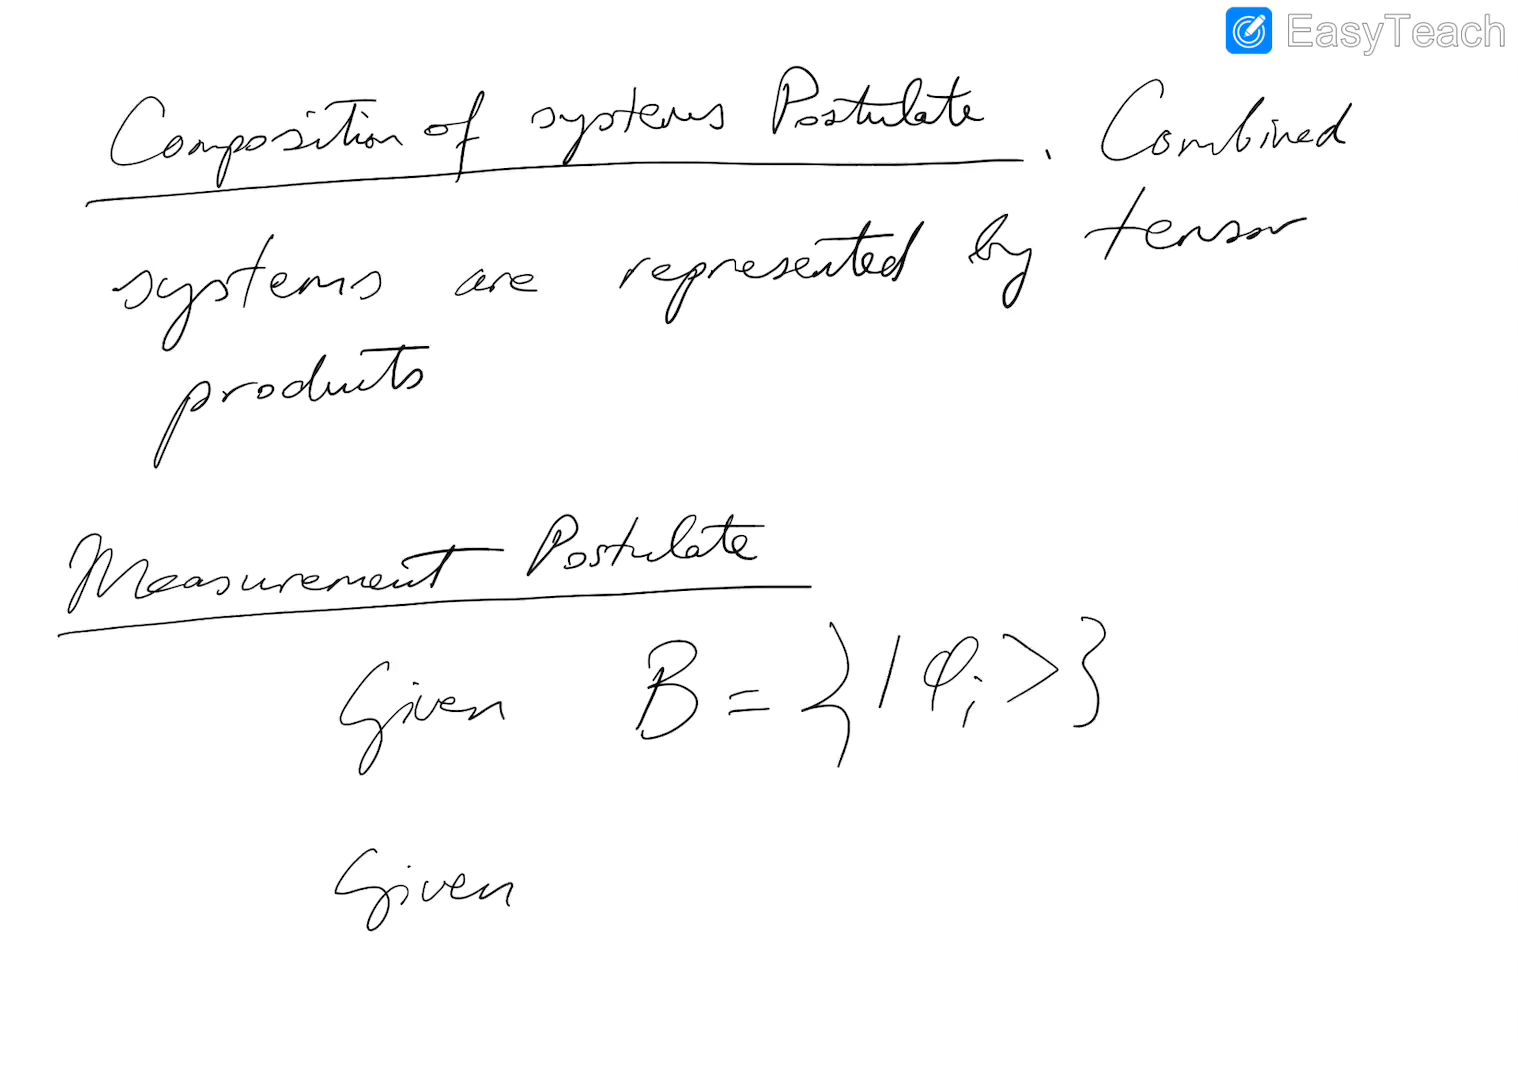 EasyTeach
Composition of systems Postulate. Combined
systems are represented by tensor
products
Measurement Postulate
Given B = {|φi>}
Given